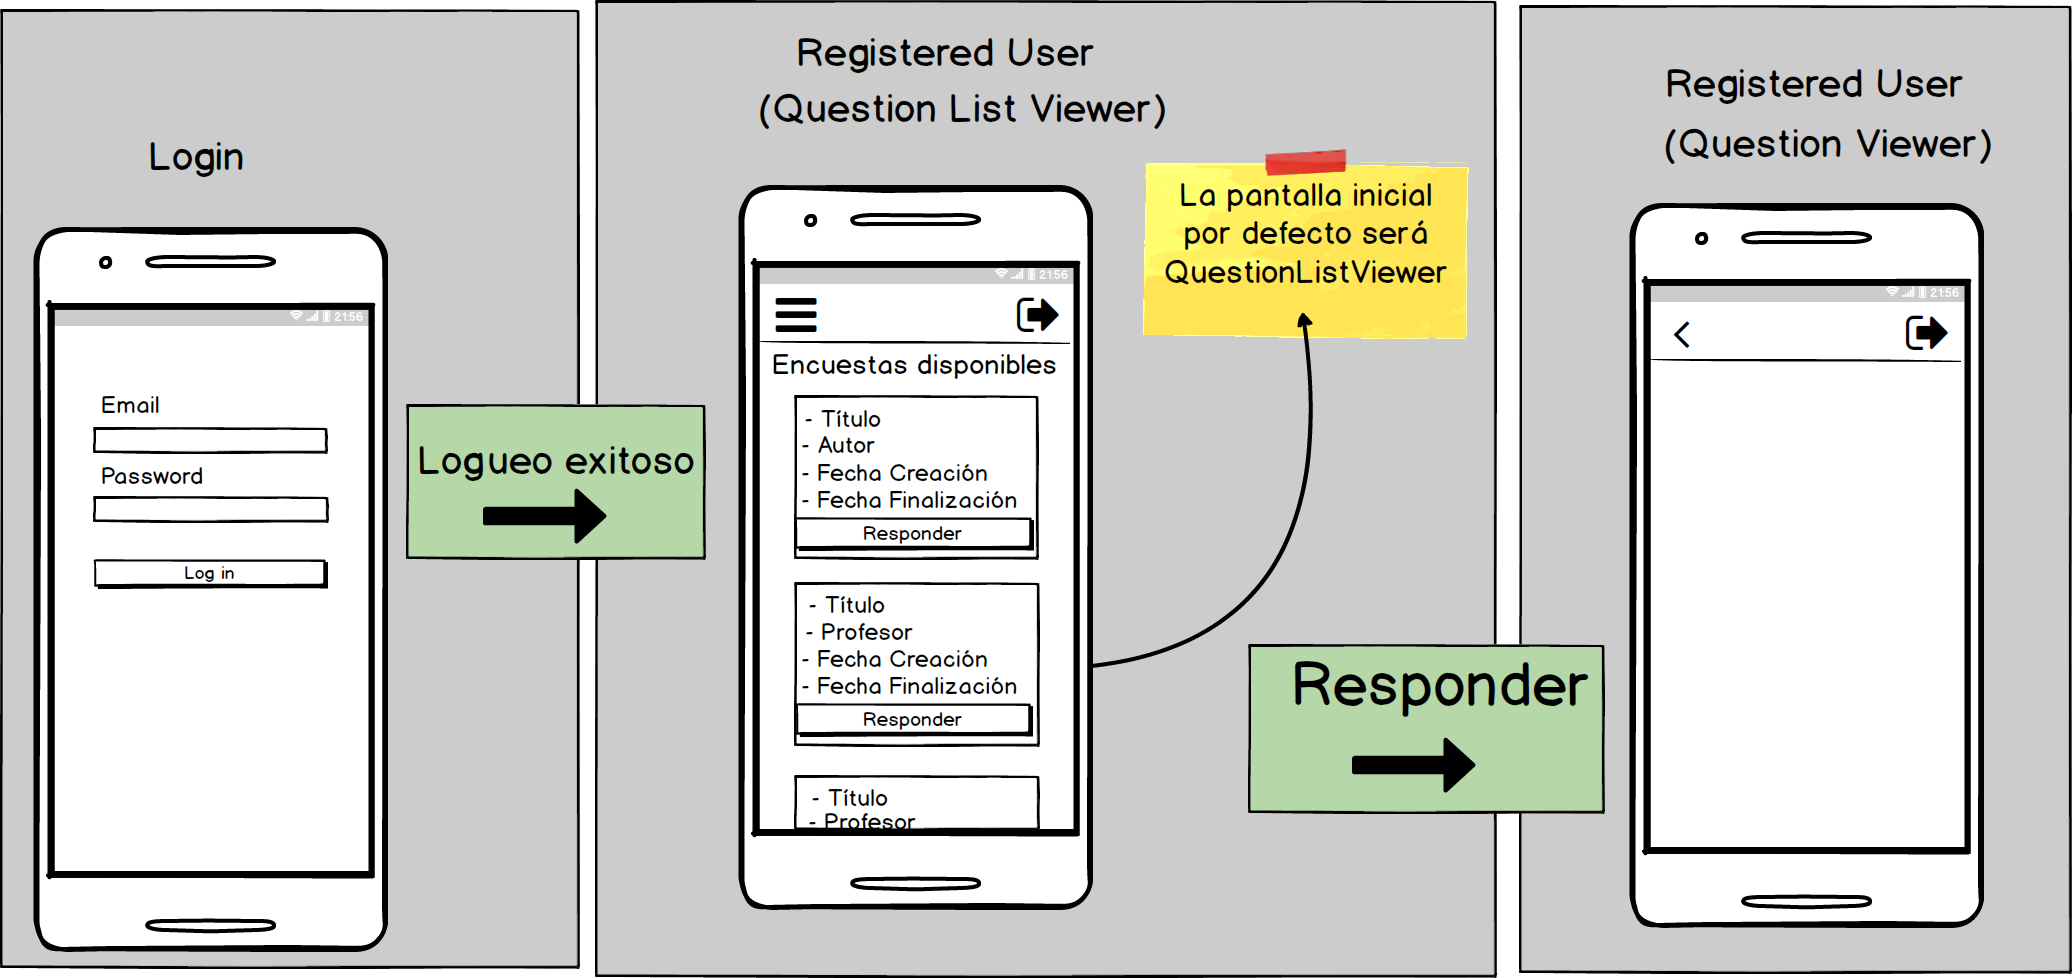 Login
21:56
Email
Password
Log in
Logueo exitoso
Registered User
(Question List Viewer)
21:56
Encuestas disponibles
- Título
- Autor
- Fecha Creación
- Fecha Finalización
Responder
- Título
- Profesor
- Fecha Creación
- Fecha Finalización
Responder
- Título
- Profesor
La pantalla inicial
por defecto será
QuestionListViewer
Responder
Registered User
(Question Viewer)
21:56